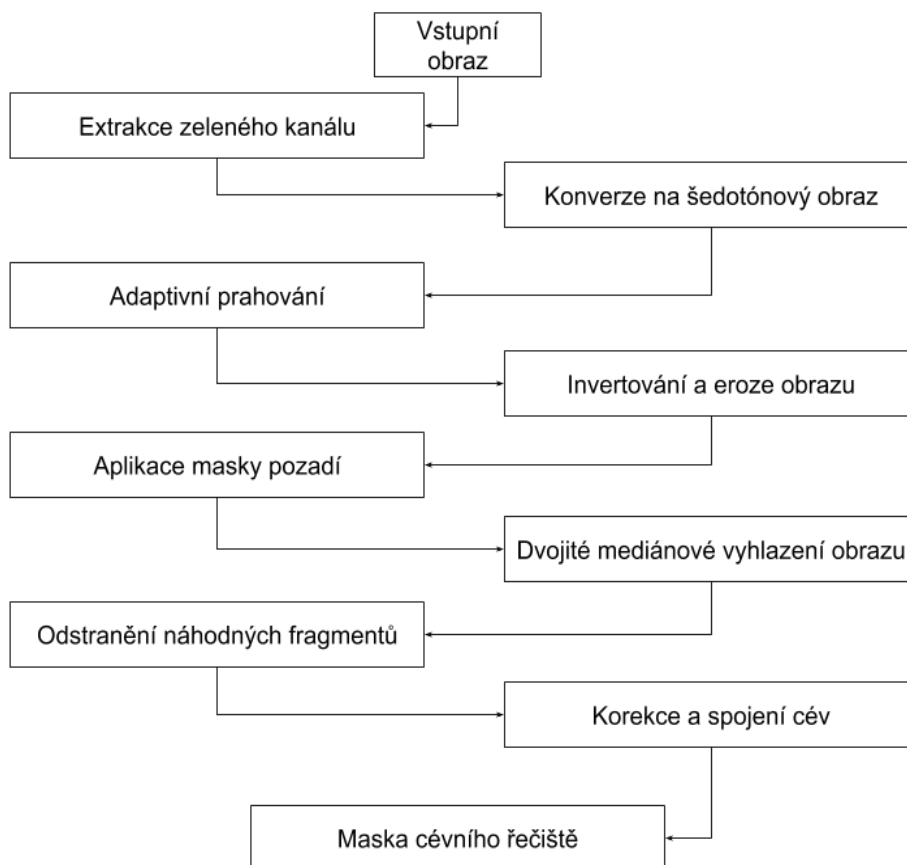 Vstupní
obraz
Extrakce zeleného kanálu
Konverze na šedotónový obraz
Adaptivní prahování
Invertování a eroze obrazu
Aplikace masky pozadí
Dvojité mediánové vyhlazení obrazu
Odstranění náhodných fragmentů
Korekce a spojení cév
Maska cévního řečiště